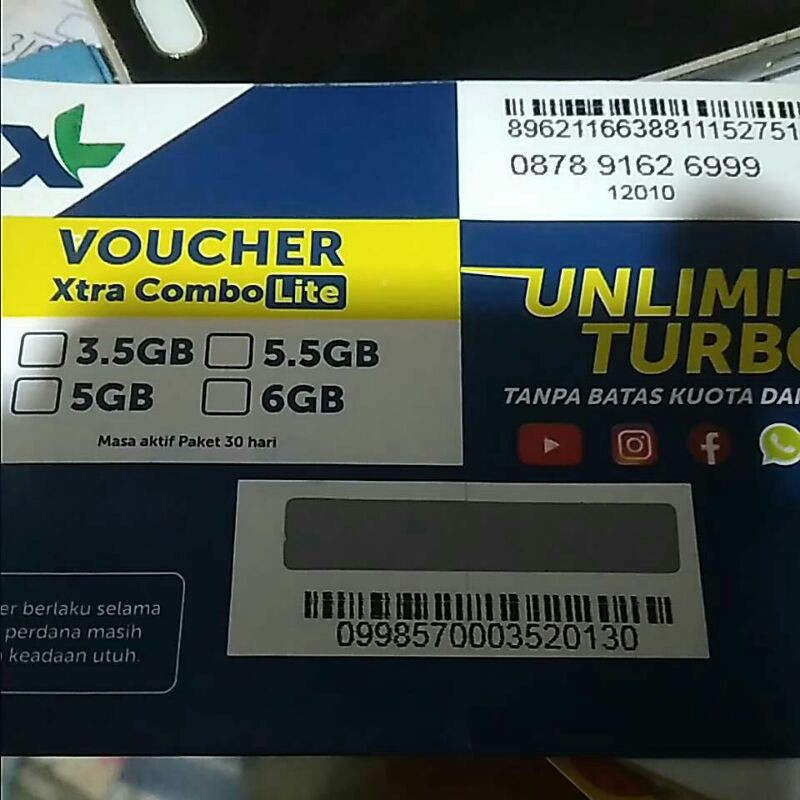 XL
8962116638811152751
0878 9162 6999
12010
VOUCHER
Xtra Combo Lite
3.5GB 5.5GB
5GB 6GB
Masa aktif Paket 30 hari
UNLIMIT
TURBO
TANPA BATAS KUOTA DA
0998570003520130
er berlaku selama
perdana masih
keadaan utuh.